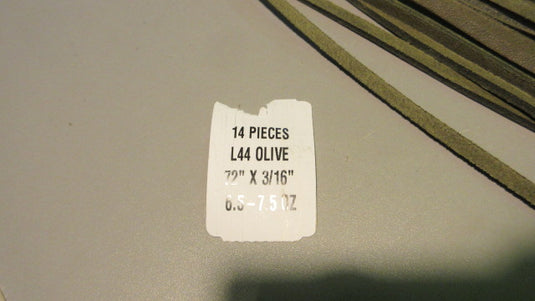 14 PIECES
L44 OLIVE
72" X 3/16"
6.5-7.5 OZ